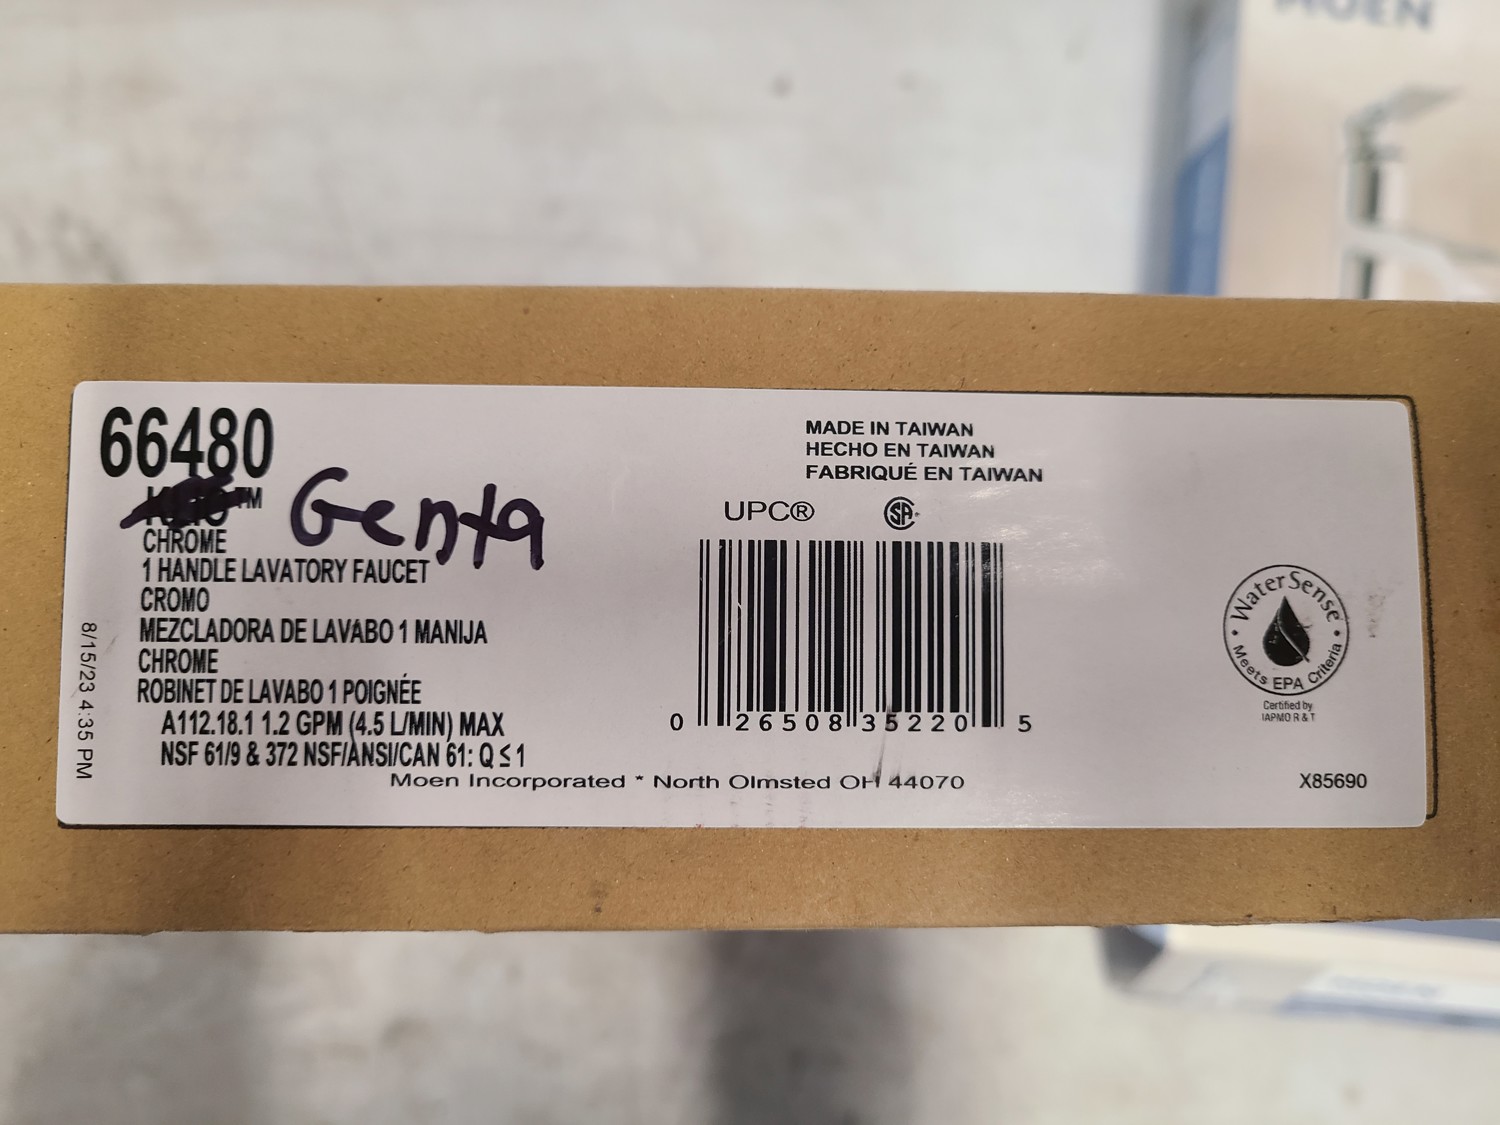 MOEN
66480
™ Genta
CHROME
1 HANDLE LAVATORY FAUCET
CROMO
MEZCLADORA DE LAVABO 1 MANIJA
CHROME
ROBINET DE LAVABO 1 POIGNÉE
A112.18.1 1.2 GPM (4.5 L/MIN) MAX
NSF 61/9 & 372 NSF/ANSI/CAN 61: Q ≤ 1
8/15/23 4:35 PM
MADE IN TAIWAN
HECHO EN TAIWAN
FABRIQUÉ EN TAIWAN
UPC® SA
0 26508 35220 5
Moen Incorporated * North Olmsted OH 44070
WaterSense
Meets EPA Criteria
Certified by
IAPMO R & T
X85690